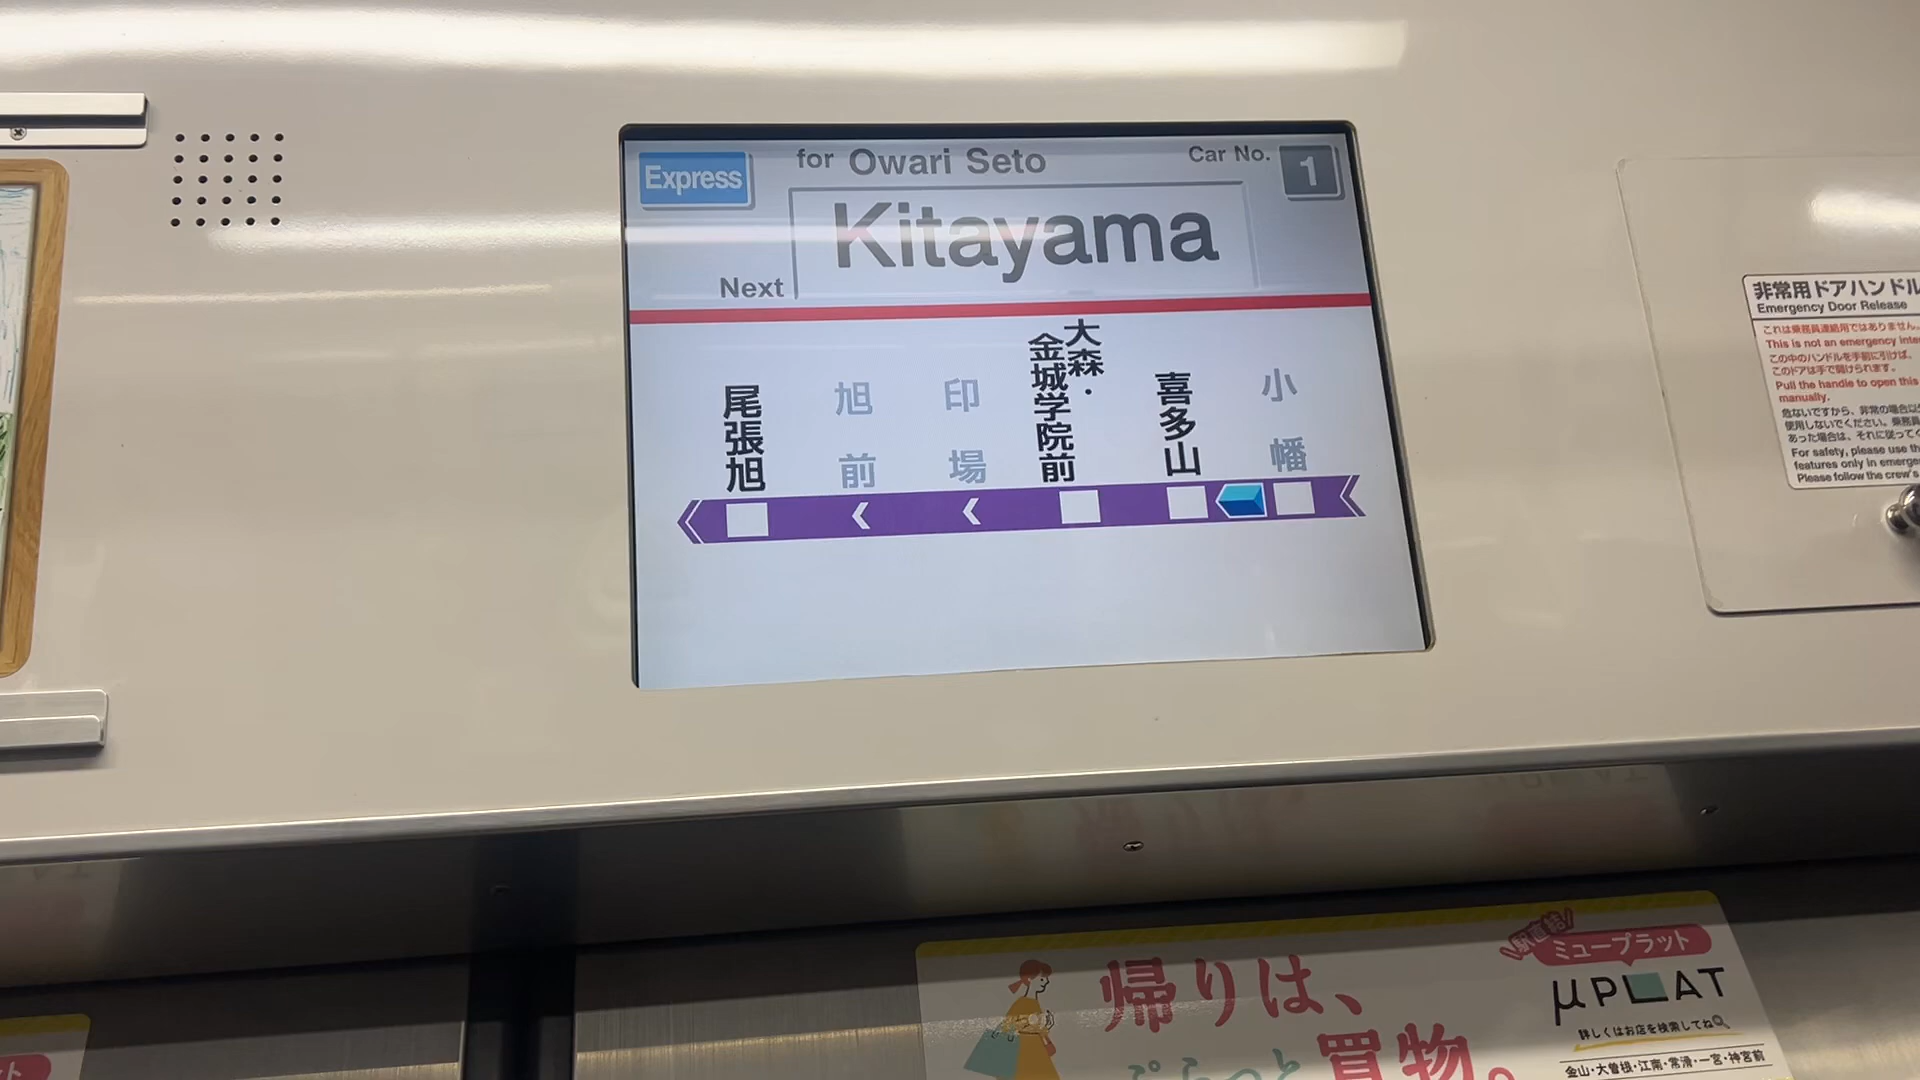 Express
for Owari Seto
Car No. 1
Next
Kitayama
尾張旭
旭前
印場
大森・
金城学院前
喜多山
小幡
非常用ドアハンドル
Emergency Door Release
これは乗務員連絡用ではありません。
This is not an emergency inte
この中のハンドルを手前に引けば、
このドアは手で開けられます。
Pull the handle to open this
manually.
危ないですから、非常の場合以
使用しないでください。乗務員
あった場合は、それに従って
For safety, please use th
features only in emerge
Please follow the crew's
帰りは、
ぷらっと買物。
\駅直結/
ミュープラット
μPLAT
詳しくはお店を検索してね
金山・大曽根・江南・常滑・一宮・神宮前
ット